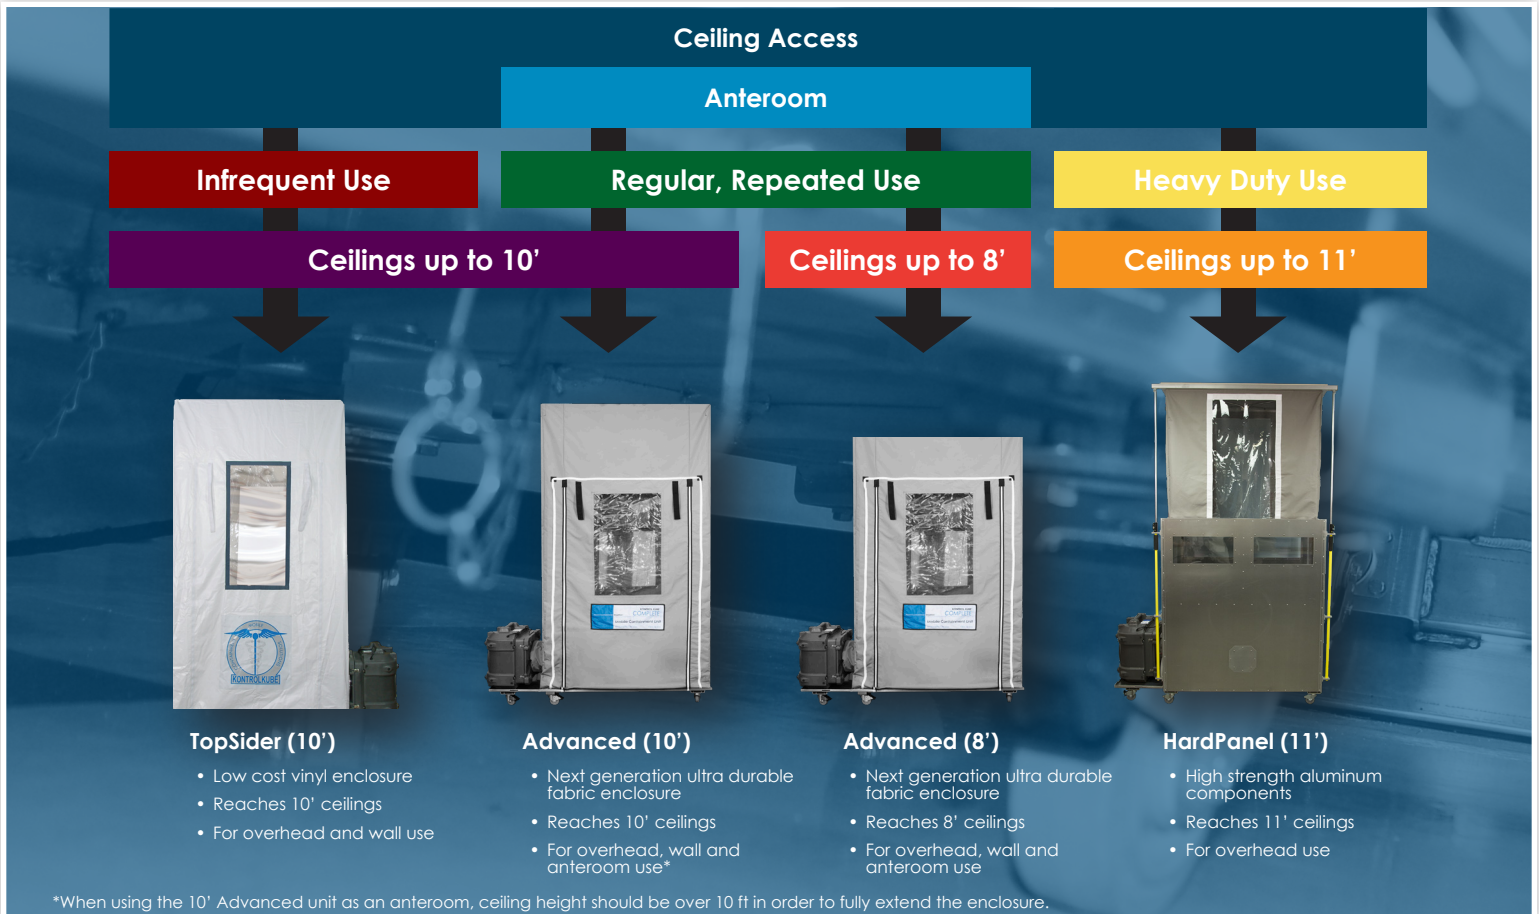 Ceiling Access
Anteroom
Infrequent Use
Regular, Repeated Use
Heavy Duty Use
Ceilings up to 10’
Ceilings up to 8’
Ceilings up to 11’
KONTROLKUBE
COMPLETE
COMPLETE
TopSider (10’)
• Low cost vinyl enclosure
• Reaches 10’ ceilings
• For overhead and wall use
Advanced (10’)
• Next generation ultra durable
fabric enclosure
• Reaches 10’ ceilings
• For overhead, wall and
anteroom use*
Advanced (8’)
• Next generation ultra durable
fabric enclosure
• Reaches 8’ ceilings
• For overhead, wall and
anteroom use
HardPanel (11’)
• High strength aluminum
components
• Reaches 11’ ceilings
• For overhead use
*When using the 10’ Advanced unit as an anteroom, ceiling height should be over 10 ft in order to fully extend the enclosure.